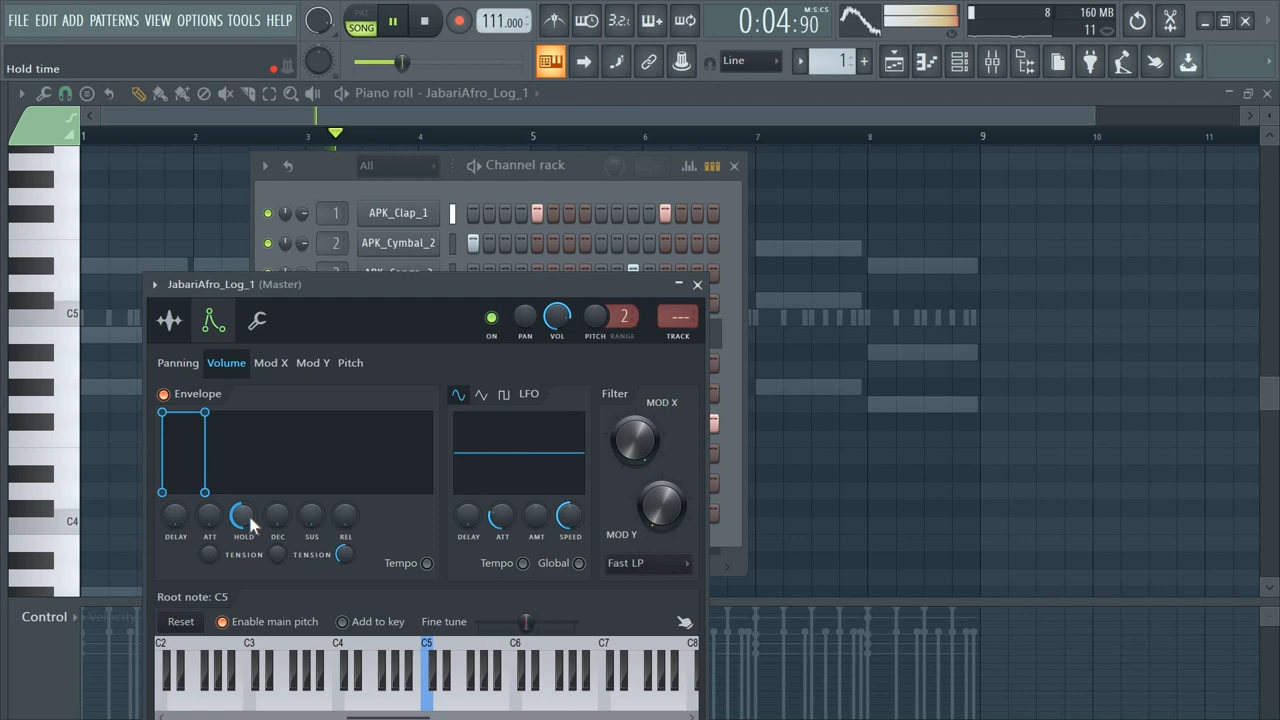 FILE EDIT ADD PATTERNS VIEW OPTIONS TOOLS HELP
PAT
SONG
111.000
3.2.
0:04:90
M:S:CS
8
160 MB
11
Hold time
Line
1
Piano roll - JabariAfro_Log_1
1 2 3 4 5 6 7 8 9 10 11
All
Channel rack
1 APK_Clap_1
2 APK_Cymbal_2
C5
C4
JabariAfro_Log_1 (Master)
ON PAN VOL PITCH RANGE TRACK
2
---
Panning Volume Mod X Mod Y Pitch
Envelope
LFO
Filter
MOD X
MOD Y
DELAY ATT HOLD DEC SUS REL
TENSION TENSION
DELAY ATT AMT SPEED
Tempo
Tempo Global
Fast LP
Root note: C5
Reset Enable main pitch Add to key Fine tune
C2 C3 C4 C5 C6 C7 C8
Control